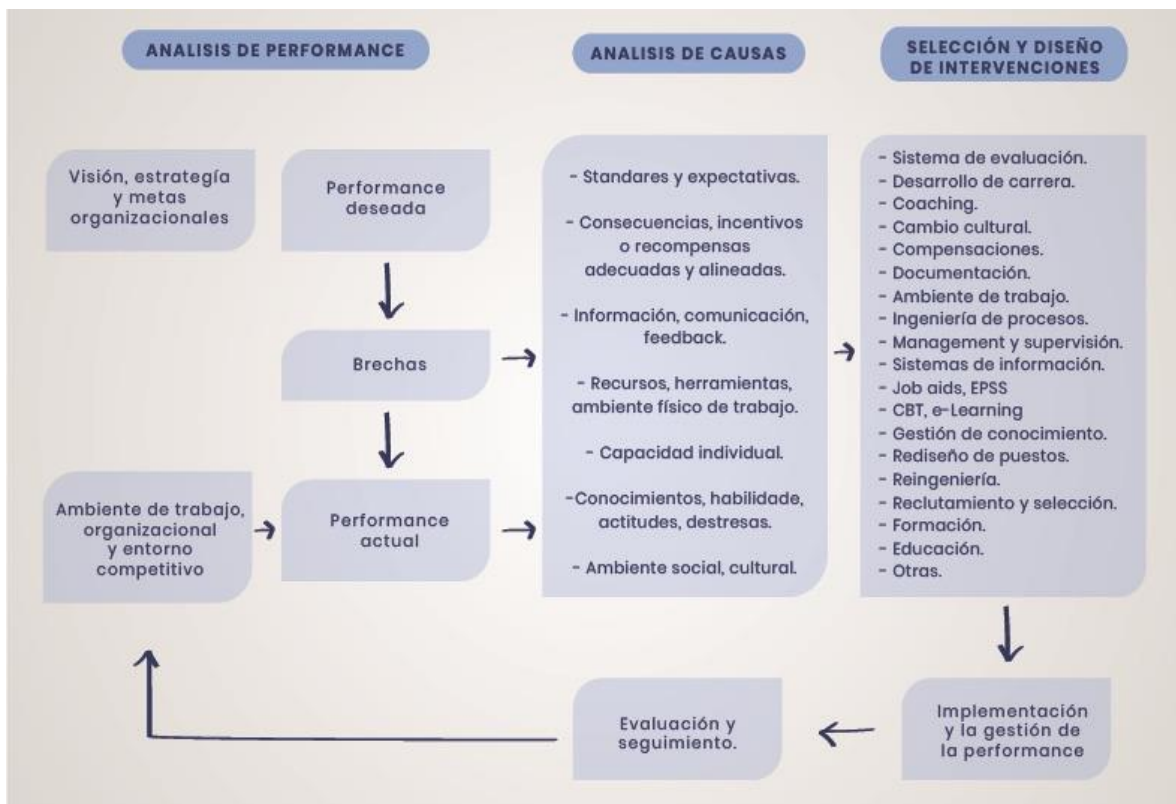 ANALISIS DE PERFORMANCE
ANALISIS DE CAUSAS
SELECCIÓN Y DISEÑO
DE INTERVENCIONES
Visión, estrategía
y metas
organizacionales
Performance
deseada
Brechas
Ambiente de trabajo,
organizacional
y entorno
competitivo
Performance
actual
- Standares y expectativas.
- Consecuencias, incentivos
o recompensas
adecuadas y alineadas.
- Información, comunicación,
feedback.
- Recursos, herramientas,
ambiente físico de trabajo.
- Capacidad individual.
-Conocimientos, habilidade,
actitudes, destresas.
- Ambiente social, cultural.
- Sistema de evaluación.
- Desarrollo de carrera.
- Coaching.
- Cambio cultural.
- Compensaciones.
- Documentación.
- Ambiente de trabajo.
- Ingeniería de procesos.
- Management y supervisión.
- Sistemas de información.
- Job aids, EPSS
- CBT, e-Learning
- Gestión de conocimiento.
- Rediseño de puestos.
- Reingeniería.
- Reclutamiento y selección.
- Formación.
- Educación.
- Otras.
Implementación
y la gestión de
la performance
Evaluación y
seguimiento.